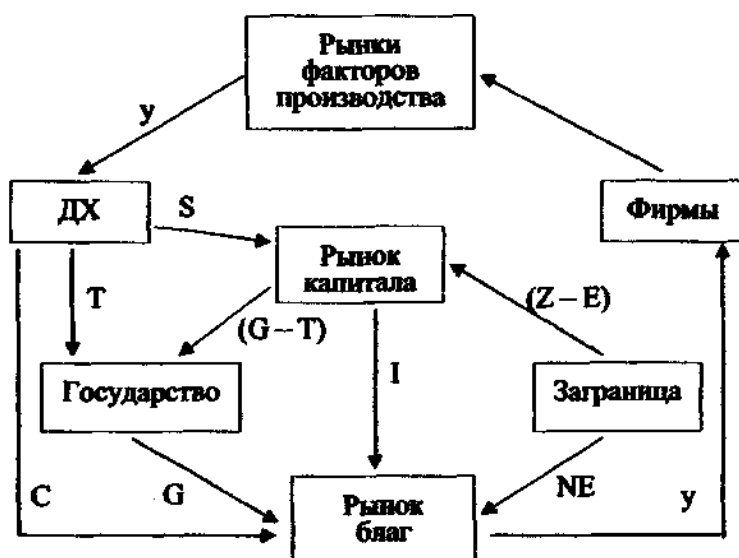 Рынки
факторов
производства
y
ДХ
S
Фирмы
Рынок
капитала
T
(G – T)
(Z – E)
I
Государство
Заграница
C
G
NE
y
Рынок
благ